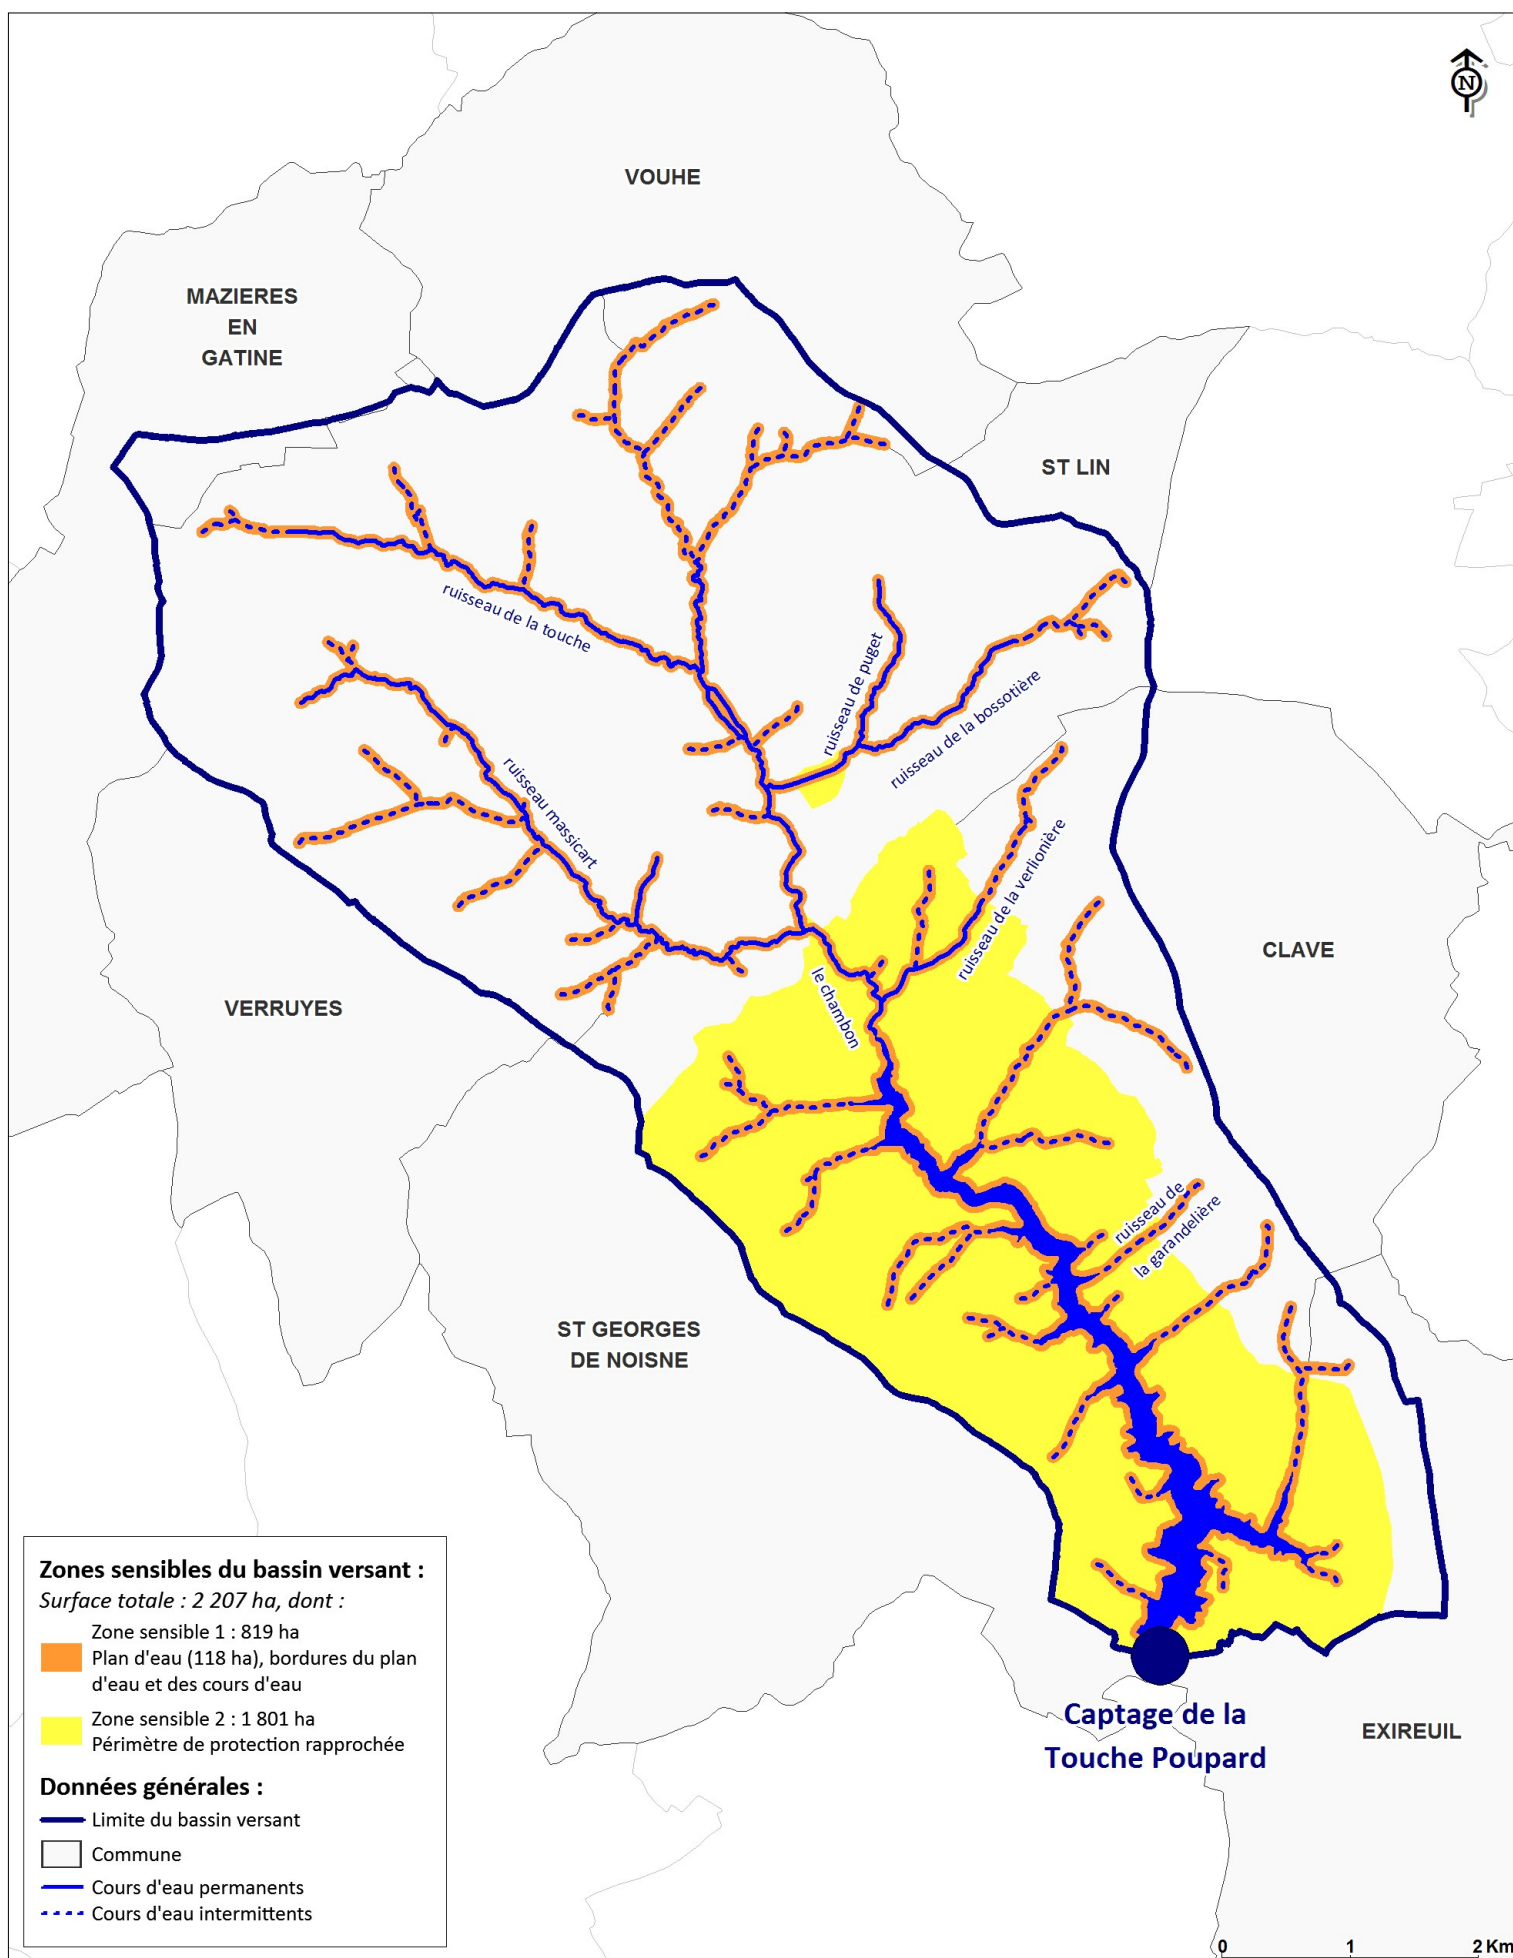 N
VOUHE
MAZIERES
EN
GATINE
ST LIN
ruisseau de la touche
ruisseau de puget
ruisseau de la bossotière
ruisseau massicart
ruisseau de la verlionière
CLAVE
le chambon
VERRUYES
ruisseau de
la garandelière
ST GEORGES
DE NOISNE
Captage de la
Touche Poupard
EXIREUIL
Zones sensibles du bassin versant :
Surface totale : 2 207 ha, dont :
Zone sensible 1 : 819 ha
Plan d'eau (118 ha), bordures du plan
d'eau et des cours d'eau
Zone sensible 2 : 1 801 ha
Périmètre de protection rapprochée
Données générales :
Limite du bassin versant
Commune
Cours d'eau permanents
Cours d'eau intermittents
0 1 2 Km